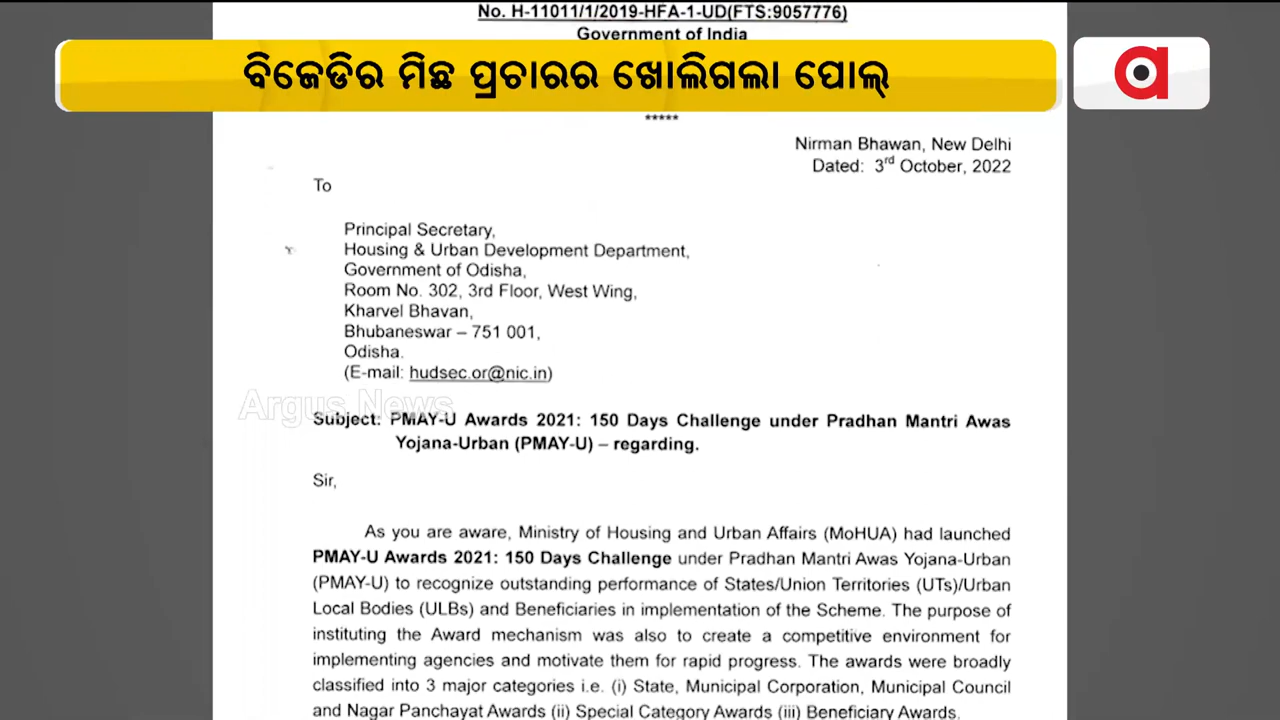 No. H-11011/1/2019-HFA-1-UD(FTS:9057776)
Government of India
ବିଜେଡିର ମିଛ ପ୍ରଚାରର ଖୋଲିଗଲା ପୋଲ୍
a
*****
Nirman Bhawan, New Delhi
Dated: 3rd October, 2022
To
Principal Secretary,
Housing & Urban Development Department,
Government of Odisha,
Room No. 302, 3rd Floor, West Wing,
Kharvel Bhavan,
Bhubaneswar – 751 001,
Odisha.
(E-mail: hudsec.or@nic.in)
Argus News
Subject: PMAY-U Awards 2021: 150 Days Challenge under Pradhan Mantri Awas
Yojana-Urban (PMAY-U) – regarding.
Sir,
As you are aware, Ministry of Housing and Urban Affairs (MoHUA) had launched
PMAY-U Awards 2021: 150 Days Challenge under Pradhan Mantri Awas Yojana-Urban
(PMAY-U) to recognize outstanding performance of States/Union Territories (UTs)/Urban
Local Bodies (ULBs) and Beneficiaries in implementation of the Scheme. The purpose of
instituting the Award mechanism was also to create a competitive environment for
implementing agencies and motivate them for rapid progress. The awards were broadly
classified into 3 major categories i.e. (i) State, Municipal Corporation, Municipal Council
and Nagar Panchayat Awards (ii) Special Category Awards (iii) Beneficiary Awards.